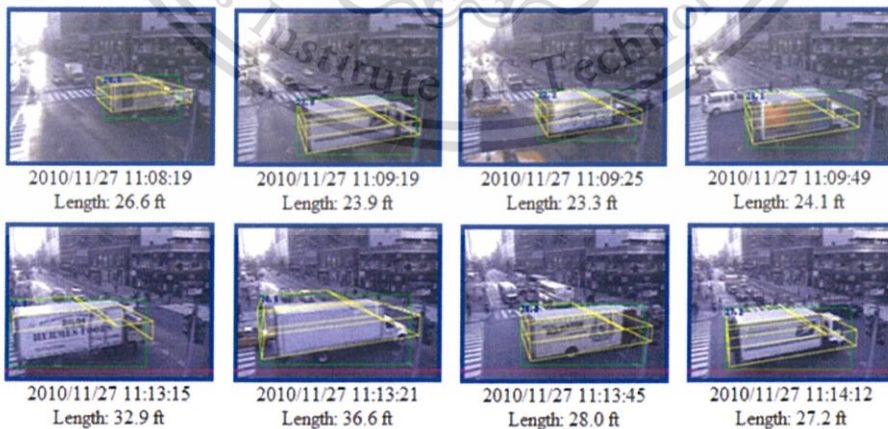 Institute of Technol
2010/11/27 11:08:19
Length: 26.6 ft
2010/11/27 11:09:19
Length: 23.9 ft
2010/11/27 11:09:25
Length: 23.3 ft
2010/11/27 11:09:49
Length: 24.1 ft
2010/11/27 11:13:15
Length: 32.9 ft
2010/11/27 11:13:21
Length: 36.6 ft
2010/11/27 11:13:45
Length: 28.0 ft
2010/11/27 11:14:12
Length: 27.2 ft